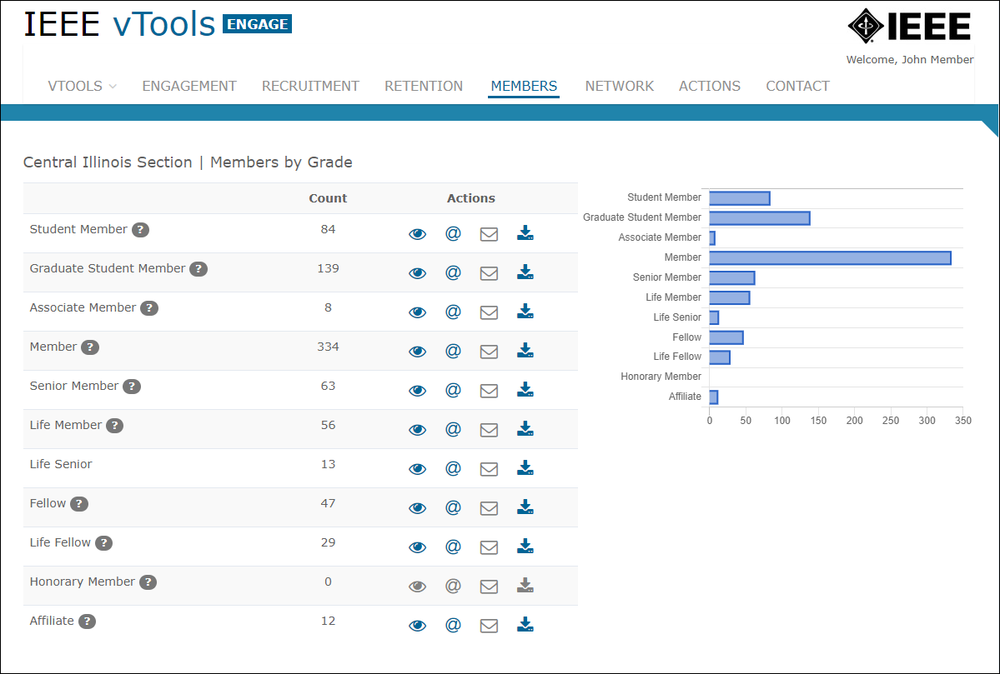 IEEE vTools ENGAGE
IEEE
Welcome, John Member
VTOOLS ENGAGEMENT RECRUITMENT RETENTION MEMBERS NETWORK ACTIONS CONTACT
Central Illinois Section | Members by Grade
Count Actions
Student Member ? 84 @
Graduate Student Member ? 139 @
Associate Member ? 8 @
Member ? 334 @
Senior Member ? 63 @
Life Member ? 56 @
Life Senior 13 @
Fellow ? 47 @
Life Fellow ? 29 @
Honorary Member ? 0 @
Affiliate ? 12 @
Student Member
Graduate Student Member
Associate Member
Member
Senior Member
Life Member
Life Senior
Fellow
Life Fellow
Honorary Member
Affiliate
0 50 100 150 200 250 300 350